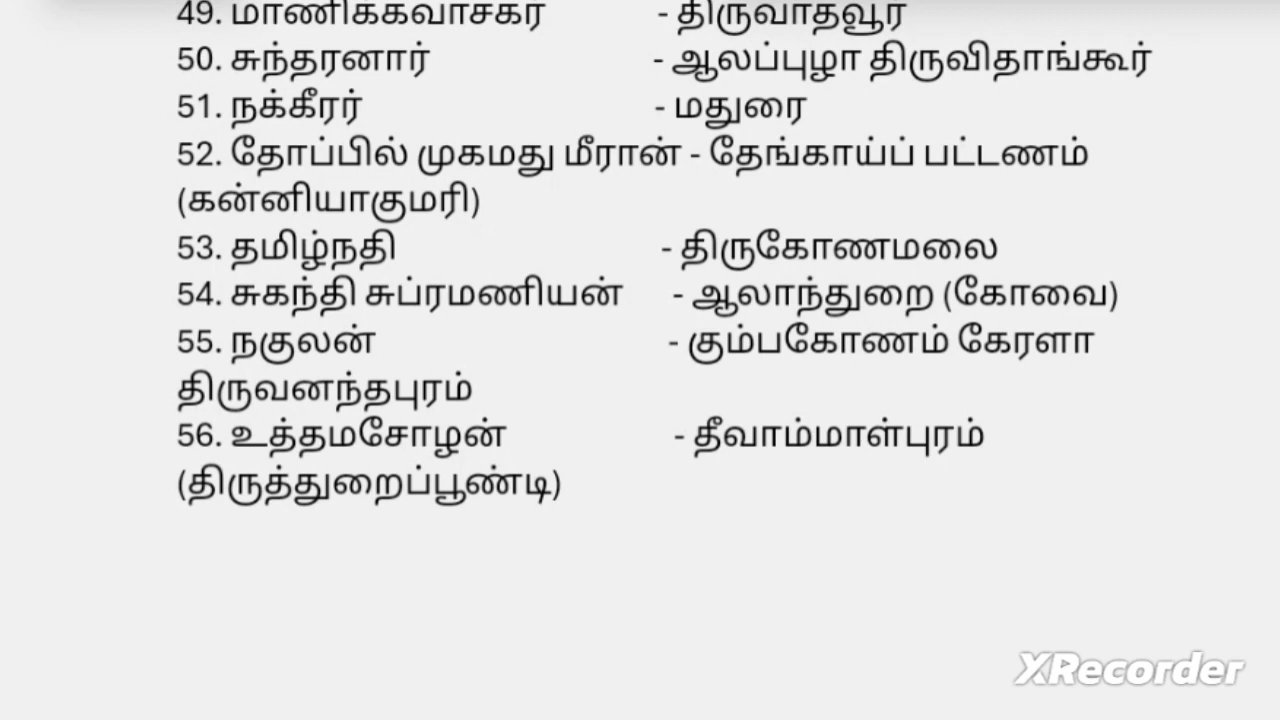 49. மாணிக்கவாசகர் - திருவாதவூர்
50. சுந்தரனார் - ஆலப்புழா திருவிதாங்கூர்
51. நக்கீரர் - மதுரை
52. தோப்பில் முகமது மீரான் - தேங்காய்ப் பட்டணம்
(கன்னியாகுமரி)
53. தமிழ்நதி - திருகோணமலை
54. சுகந்தி சுப்ரமணியன் - ஆலாந்துறை (கோவை)
55. நகுலன் - கும்பகோணம் கேரளா
திருவனந்தபுரம்
56. உத்தமசோழன் - தீவாம்மாள்புரம்
(திருத்துறைப்பூண்டி)
XRecorder